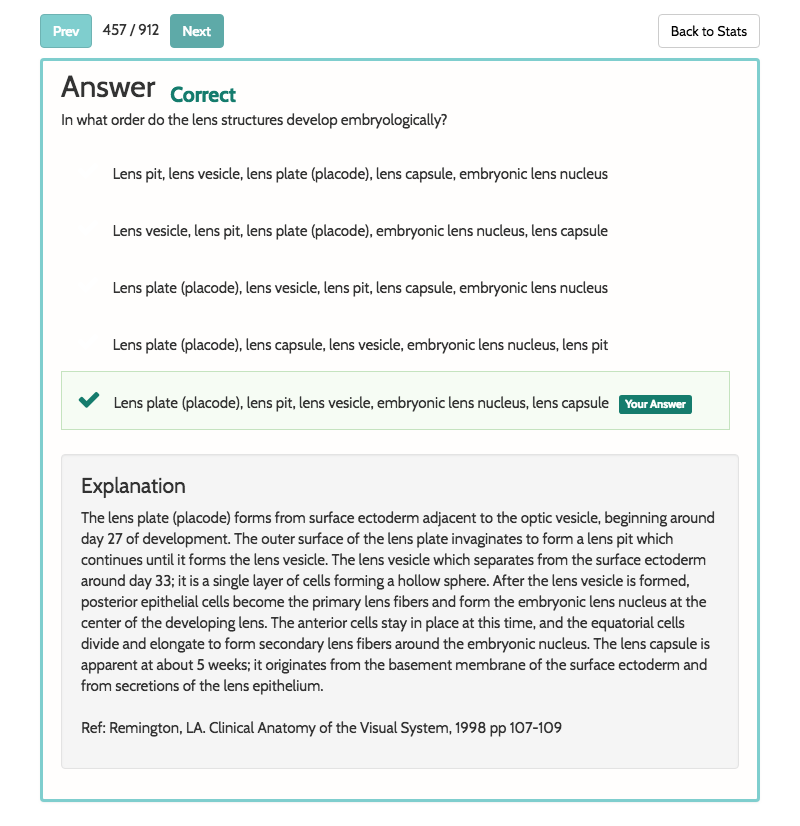 Prev 457 / 912 Next Back to Stats
Answer Correct
In what order do the lens structures develop embryologically?
Lens pit, lens vesicle, lens plate (placode), lens capsule, embryonic lens nucleus
Lens vesicle, lens pit, lens plate (placode), embryonic lens nucleus, lens capsule
Lens plate (placode), lens vesicle, lens pit, lens capsule, embryonic lens nucleus
Lens plate (placode), lens capsule, lens vesicle, embryonic lens nucleus, lens pit
Lens plate (placode), lens pit, lens vesicle, embryonic lens nucleus, lens capsule Your Answer
Explanation
The lens plate (placode) forms from surface ectoderm adjacent to the optic vesicle, beginning around
day 27 of development. The outer surface of the lens plate invaginates to form a lens pit which
continues until it forms the lens vesicle. The lens vesicle which separates from the surface ectoderm
around day 33; it is a single layer of cells forming a hollow sphere. After the lens vesicle is formed,
posterior epithelial cells become the primary lens fibers and form the embryonic lens nucleus at the
center of the developing lens. The anterior cells stay in place at this time, and the equatorial cells
divide and elongate to form secondary lens fibers around the embryonic nucleus. The lens capsule is
apparent at about 5 weeks; it originates from the basement membrane of the surface ectoderm and
from secretions of the lens epithelium.
Ref: Remington, LA. Clinical Anatomy of the Visual System, 1998 pp 107-109